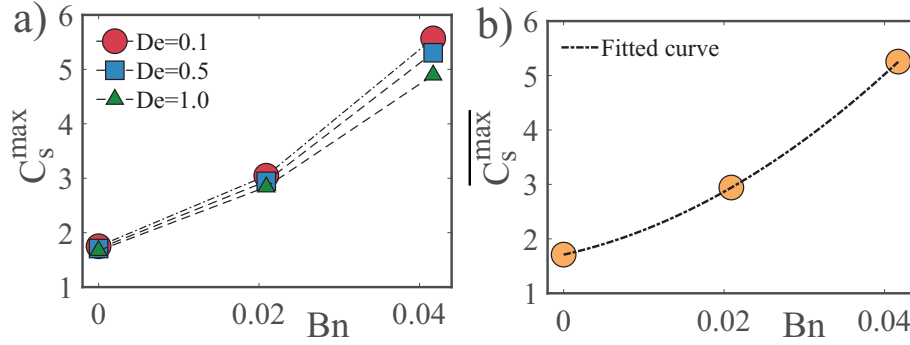 a)
6
5
4
3
2
1
C_s^max
De=0.1
De=0.5
De=1.0
0
0.02
0.04
Bn
b)
6
5
4
3
2
1
C_s^max
Fitted curve
0
0.02
0.04
Bn